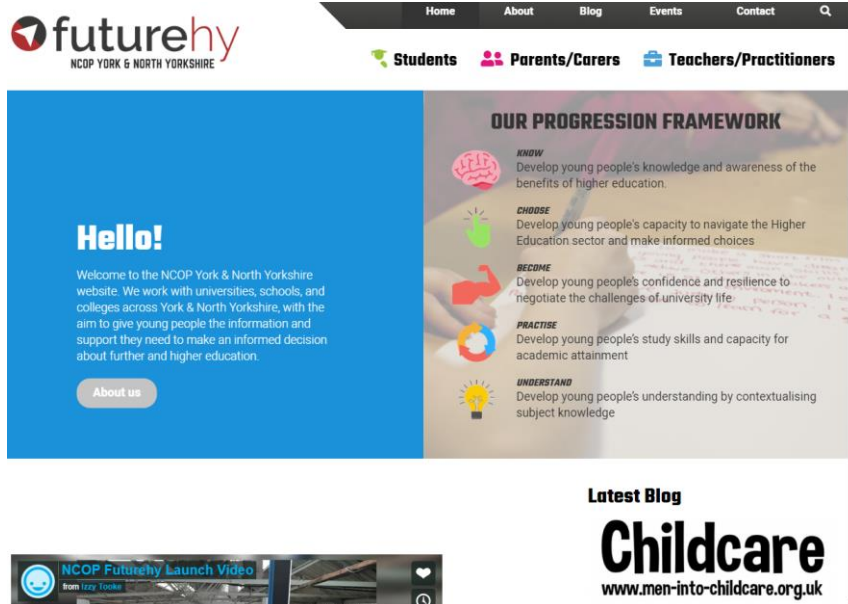 futurehy
NCOP YORK & NORTH YORKSHIRE
Home About Blog Events Contact
Students Parents/Carers Teachers/Practitioners
Hello!
Welcome to the NCOP York & North Yorkshire
website. We work with universities, schools, and
colleges across York & North Yorkshire, with the
aim to give young people the information and
support they need to make an informed decision
about further and higher education.
About us
OUR PROGRESSION FRAMEWORK
KNOW
Develop young people's knowledge and awareness of the
benefits of higher education.
CHOOSE
Develop young people's capacity to navigate the Higher
Education sector and make informed choices
BECOME
Develop young people's confidence and resilience to
negotiate the challenges of university life
PRACTISE
Develop young people's study skills and capacity for
academic attainment
UNDERSTAND
Develop young people's understanding by contextualising
subject knowledge
NCOP Futurehy Launch Video
from Izzy Tooke
Latest Blog
Childcare
www.men-into-childcare.org.uk